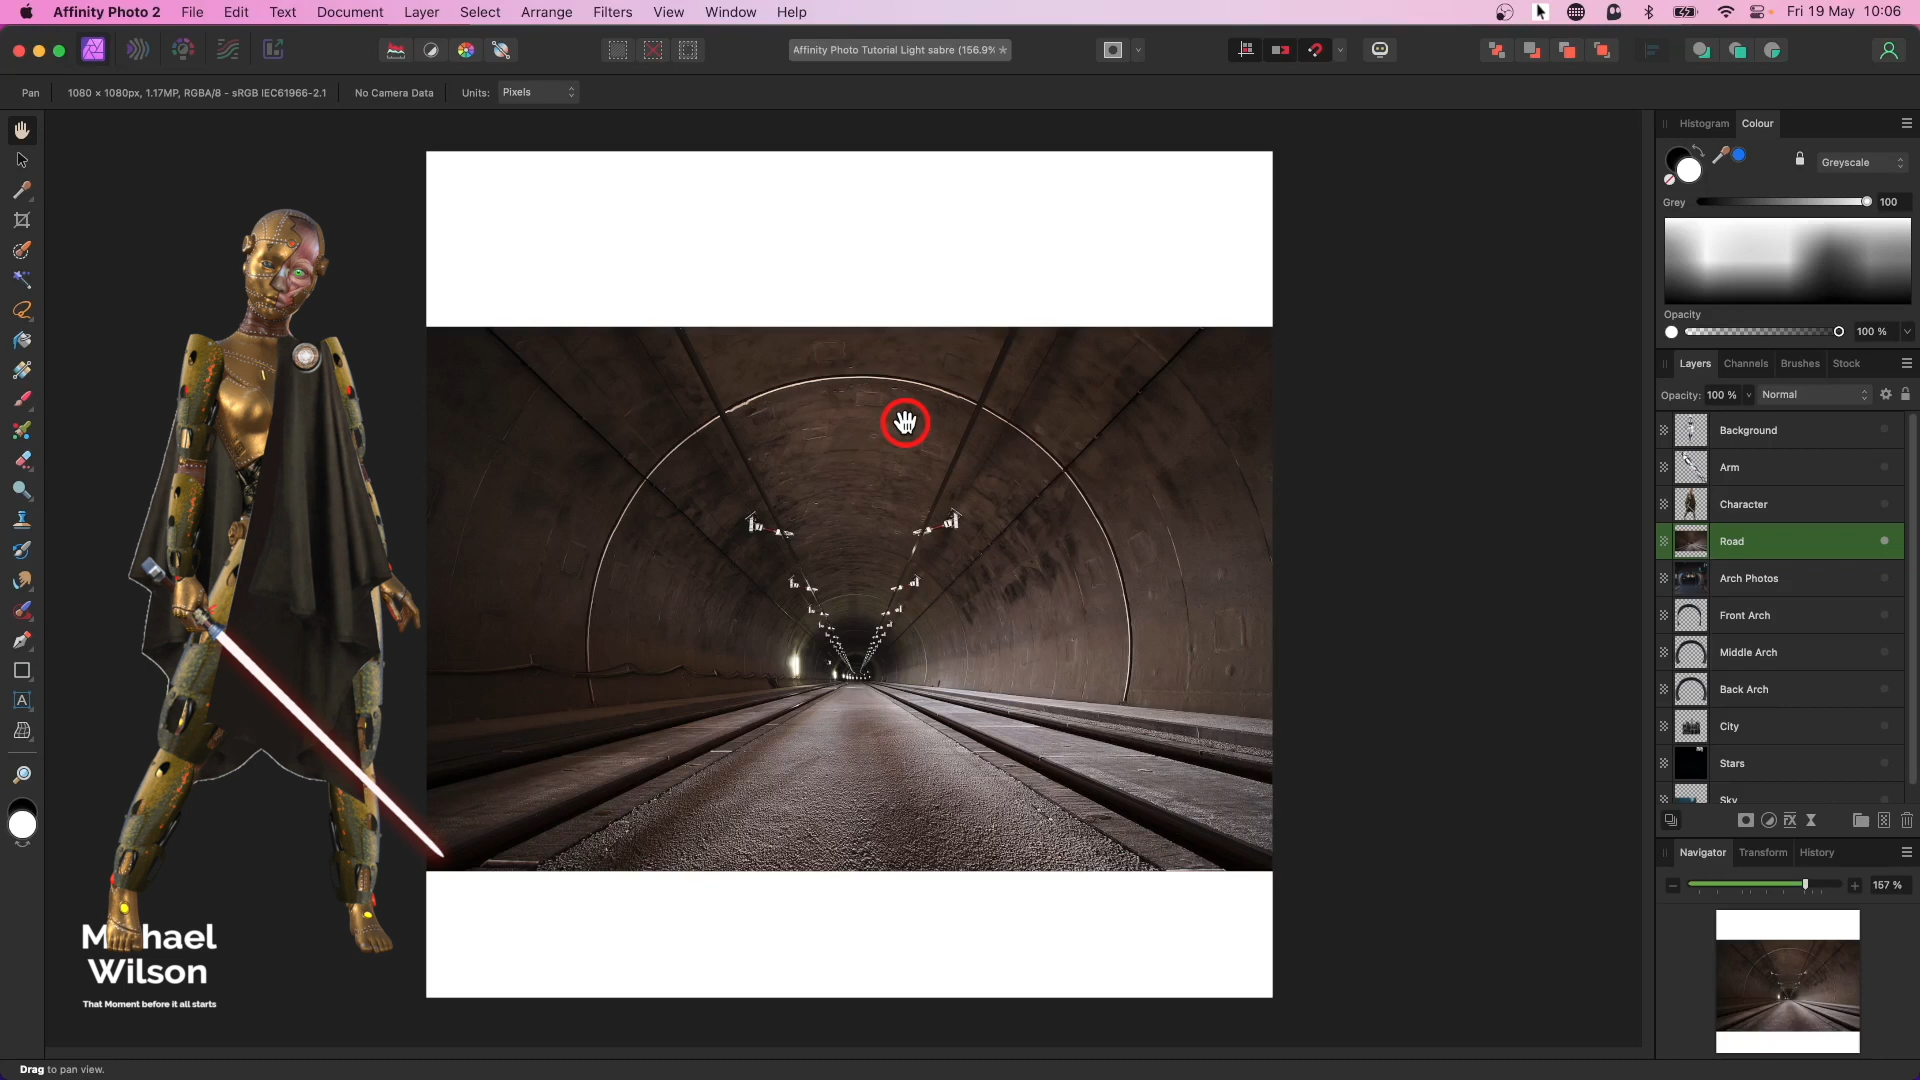 Affinity Photo 2 File Edit Text Document Layer Select Arrange Filters View Window Help
Fri 19 May 10:06
Affinity Photo Tutorial Light sabre (156.9%
Pan 1080 × 1080px, 1.17MP, RGBA/8 - sRGB IEC61966-2.1 No Camera Data Units: Pixels
Histogram Colour
Greyscale
Grey 100
Opacity
100 %
Layers Channels Brushes Stock
Opacity: 100 % Normal
Background
Arm
Character
Road
Arch Photos
Front Arch
Middle Arch
Back Arch
City
Stars
Sky
Navigator Transform History
157 %
Wilson
That Moment before it all starts
Drag to pan view.